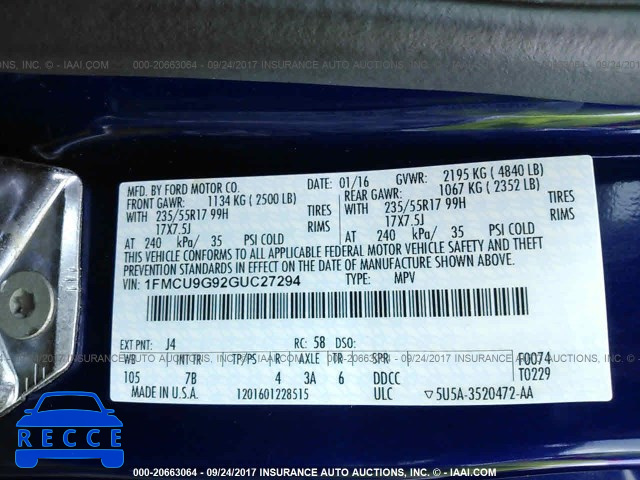 AUCTIONS, INC. - IAAI.COM
000-20663064 - 09/24/2017 - INSURANCE AUTO AUCTIONS, INC. - IAAI.COM
MFD. BY FORD MOTOR CO. DATE: 01/16 GVWR: 2195 KG ( 4840 LB)
FRONT GAWR: 1134 KG ( 2500 LB) REAR GAWR: 1067 KG ( 2352 LB)
WITH 235/55R17 99H TIRES WITH 235/55R17 99H TIRES
17X7.5J RIMS 17X7.5J RIMS
AT 240 kPa/ 35 PSI COLD AT 240 kPa/ 35 PSI COLD
THIS VEHICLE CONFORMS TO ALL APPLICABLE FEDERAL MOTOR VEHICLE SAFETY AND THEFT
PREVENTION STANDARDS IN EFFECT ON THE DATE OF MANUFACTURE SHOWN ABOVE.
VIN: 1FMCU9G92GUC27294 TYPE: MPV
EXT PNT: J4 RC: 58 DSO:
WB INT TR TP/PS R AXLE TR SPR F0074
105 7B 4 3A 6 DDCC T0229
MADE IN U.S.A. 1201601228515 ULC 5U5A-3520472-AA
RECCE
000-20663064 - 09/24/2017 - INSURANCE AUTO AUCTIONS, INC. - IAAI.COM